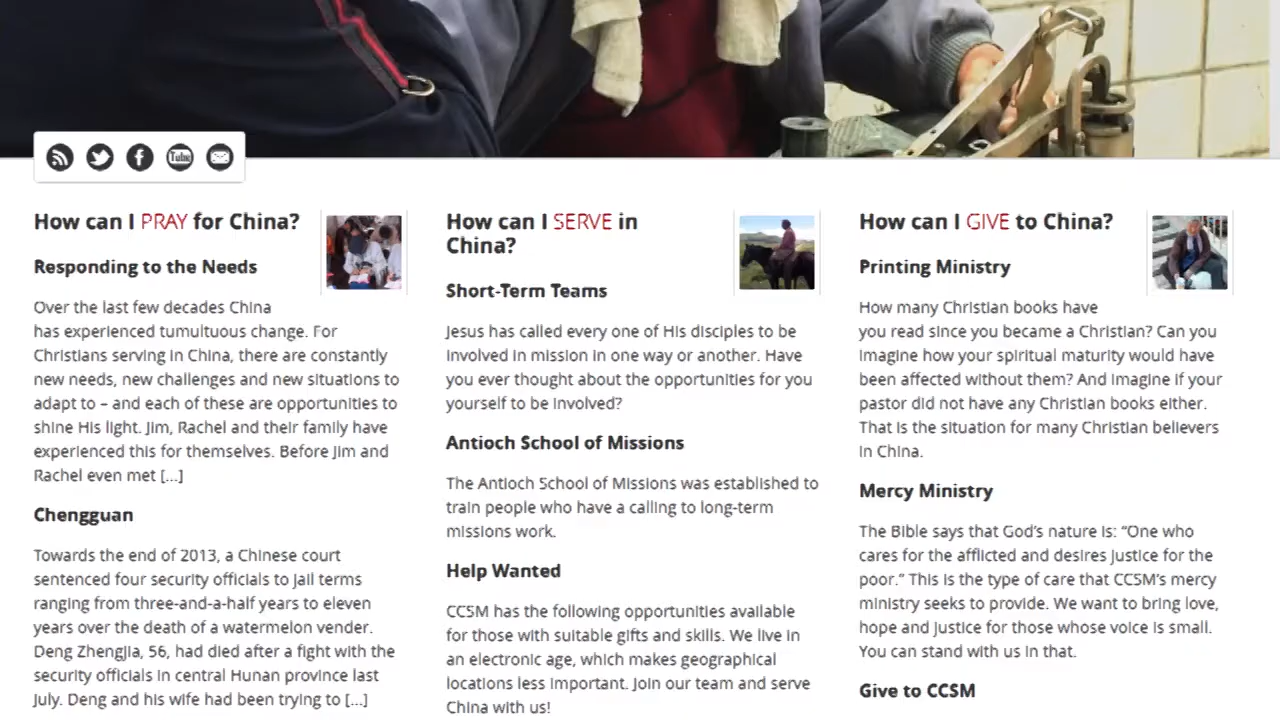 You Tube
How can I PRAY for China?
Responding to the Needs
Over the last few decades China
has experienced tumultuous change. For
Christians serving in China, there are constantly
new needs, new challenges and new situations to
adapt to – and each of these are opportunities to
shine His light. Jim, Rachel and their family have
experienced this for themselves. Before Jim and
Rachel even met [...]
Chengguan
Towards the end of 2013, a Chinese court
sentenced four security officials to jail terms
ranging from three-and-a-half years to eleven
years over the death of a watermelon vender.
Deng Zhengjia, 56, had died after a fight with the
security officials in central Hunan province last
July. Deng and his wife had been trying to [...]
How can I SERVE in
China?
Short-Term Teams
Jesus has called every one of His disciples to be
involved in mission in one way or another. Have
you ever thought about the opportunities for you
yourself to be involved?
Antioch School of Missions
The Antioch School of Missions was established to
train people who have a calling to long-term
missions work.
Help Wanted
CCSM has the following opportunities available
for those with suitable gifts and skills. We live in
an electronic age, which makes geographical
locations less important. Join our team and serve
China with us!
How can I GIVE to China?
Printing Ministry
How many Christian books have
you read since you became a Christian? Can you
imagine how your spiritual maturity would have
been affected without them? And imagine if your
pastor did not have any Christian books either.
That is the situation for many Christian believers
in China.
Mercy Ministry
The Bible says that God's nature is: “One who
cares for the afflicted and desires justice for the
poor.” This is the type of care that CCSM's mercy
ministry seeks to provide. We want to bring love,
hope and justice for those whose voice is small.
You can stand with us in that.
Give to CCSM